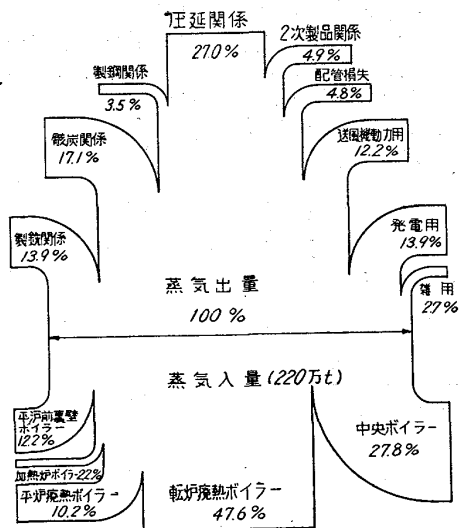 圧延関係
27.0%
2次製品関係
4.9%
製鋼関係
3.5%
配管損失
4.8%
骸炭関係
17.1%
送風機動力用
12.2%
製銑関係
13.9%
発電用
13.9%
雑用
2.7%
蒸気出量
100%
蒸気入量(220万t)
平炉前裏壁
ボイラー
12.2%
加熱炉ボイラー2.2%
平炉廃熱ボイラー
10.2%
転炉廃熱ボイラー
47.6%
中央ボイラー
27.8%